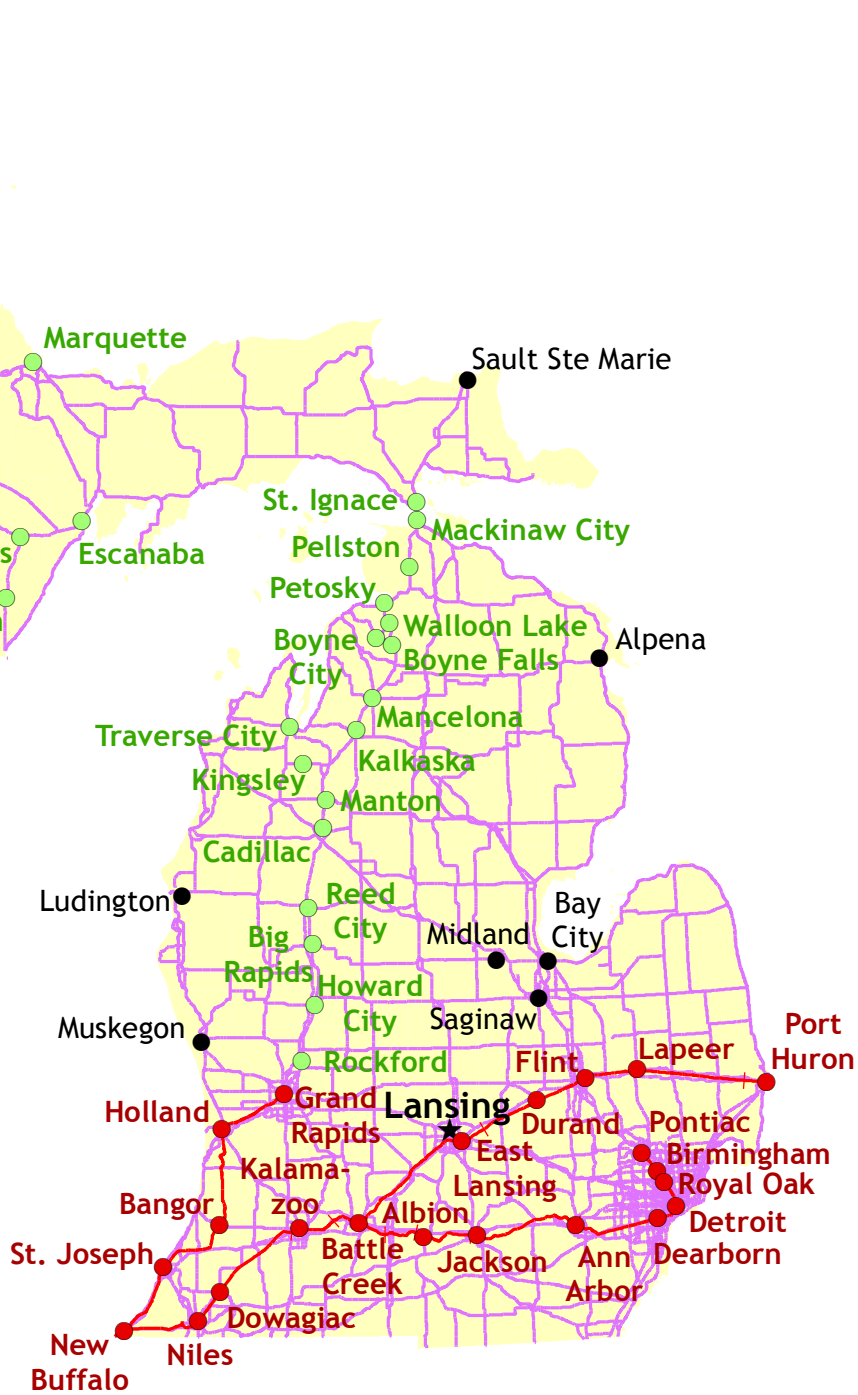 Marquette
Sault Ste Marie
St. Ignace
Mackinaw City
s
Escanaba
Pellston
Petosky
Walloon Lake
Boyne
City
Boyne Falls
Alpena
Mancelona
Traverse City
Kalkaska
Kingsley
Manton
Cadillac
Ludington
Reed
City
Bay
City
Midland
Big
Rapids
Howard
City
Saginaw
Muskegon
Port
Huron
Lapeer
Flint
Rockford
Grand
Rapids
Lansing
Holland
Durand
Pontiac
East
Lansing
Birmingham
Royal Oak
Kalama-
zoo
Bangor
Albion
Detroit
Dearborn
St. Joseph
Battle
Creek
Jackson
Ann
Arbor
Dowagiac
New
Buffalo
Niles